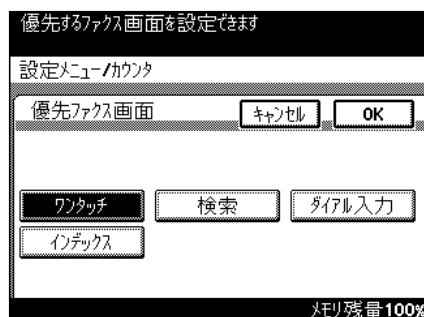 優先するファクス画面を設定できます
設定メニュー/カウンタ
優先ファクス画面 キャンセル OK
ワンタッチ 検索 ダイアル入力
インデックス
メモリ残量100%